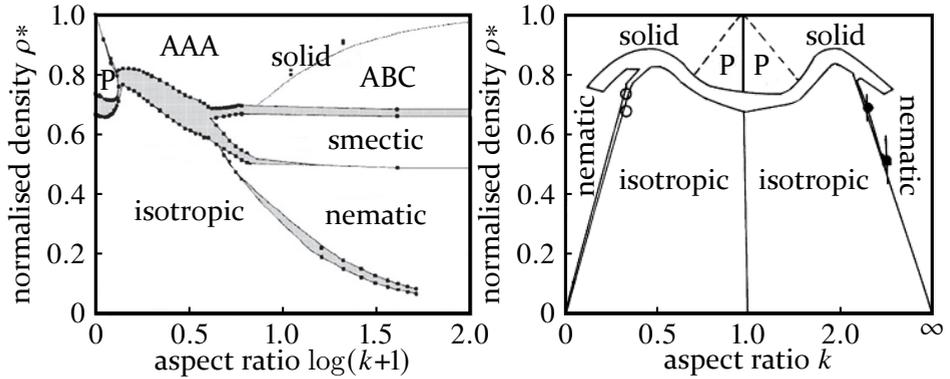 normalised density ρ*
1.0
0.8
0.6
0.4
0.2
0
0
0.5
1.0
1.5
2.0
aspect ratio log(k+1)
P
AAA
solid
ABC
smectic
isotropic
nematic
normalised density ρ*
1.0
0.8
0.6
0.4
0.2
0
0
0.5
1.0
2.0
∞
aspect ratio k
solid
P
P
solid
nematic
isotropic
isotropic
nematic